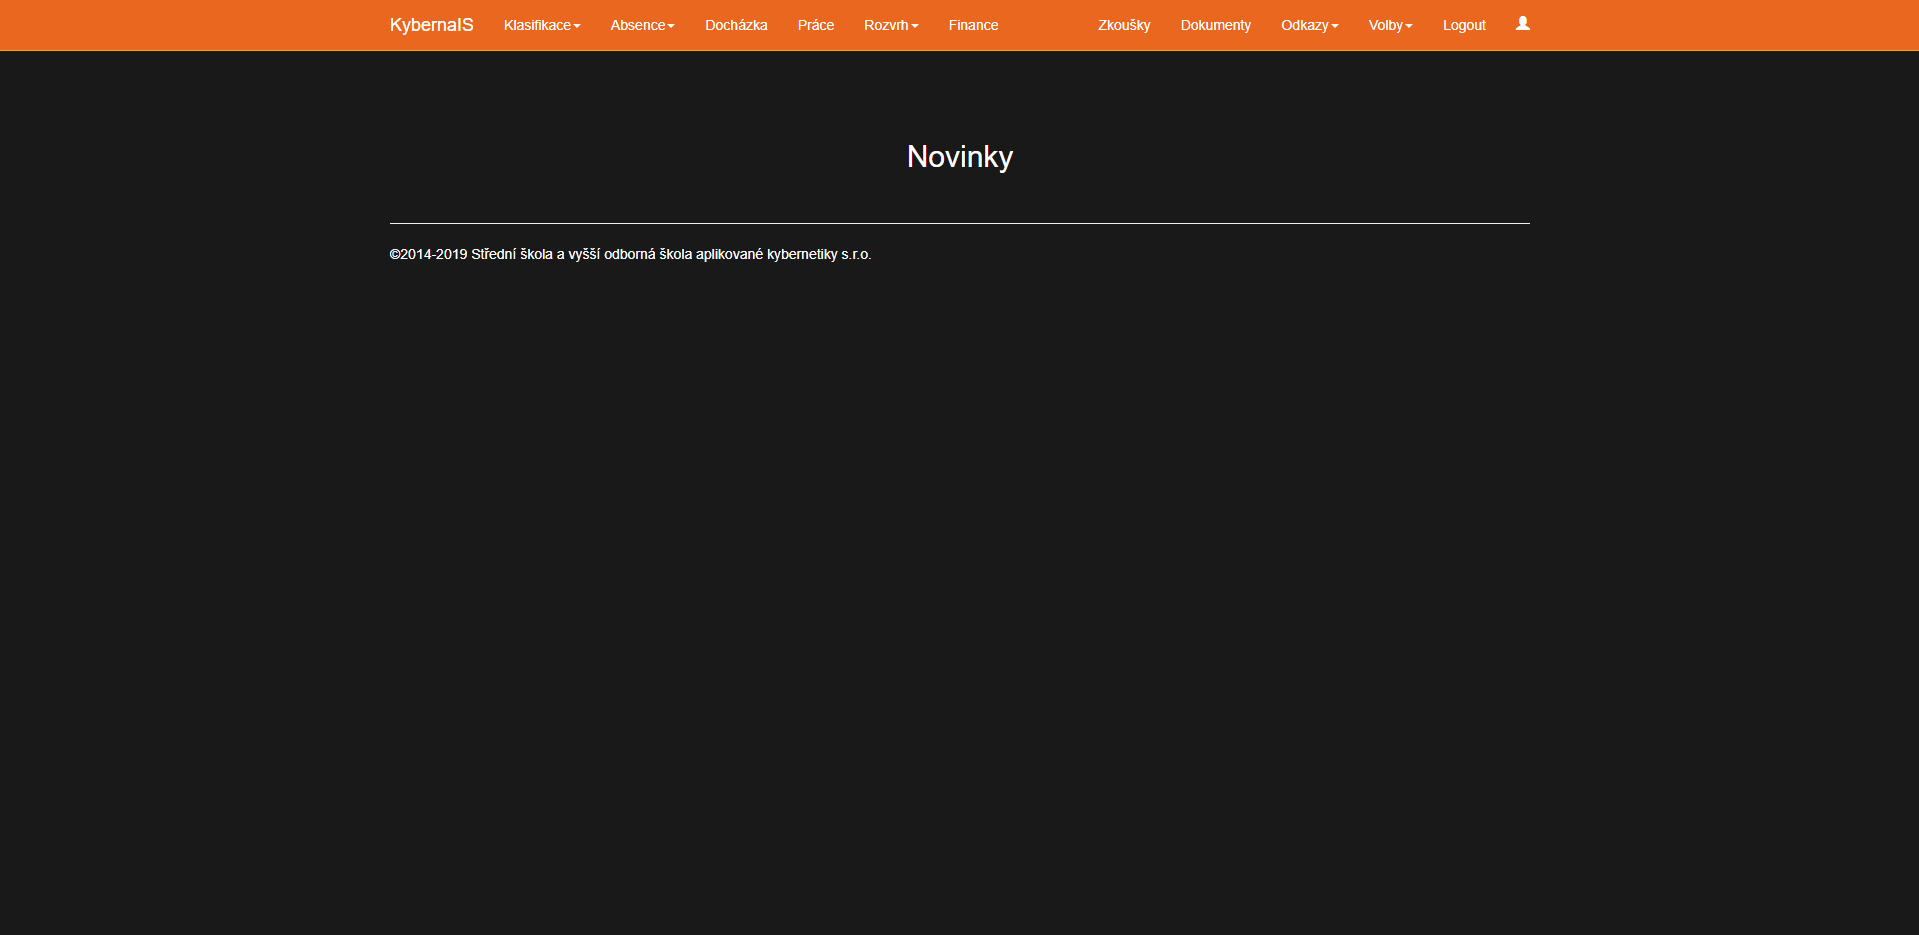 KybernaIS Klasifikace Absence Docházka Práce Rozvrh Finance Zkoušky Dokumenty Odkazy Volby Logout
Novinky
©2014-2019 Střední škola a vyšší odborná škola aplikované kybernetiky s.r.o.